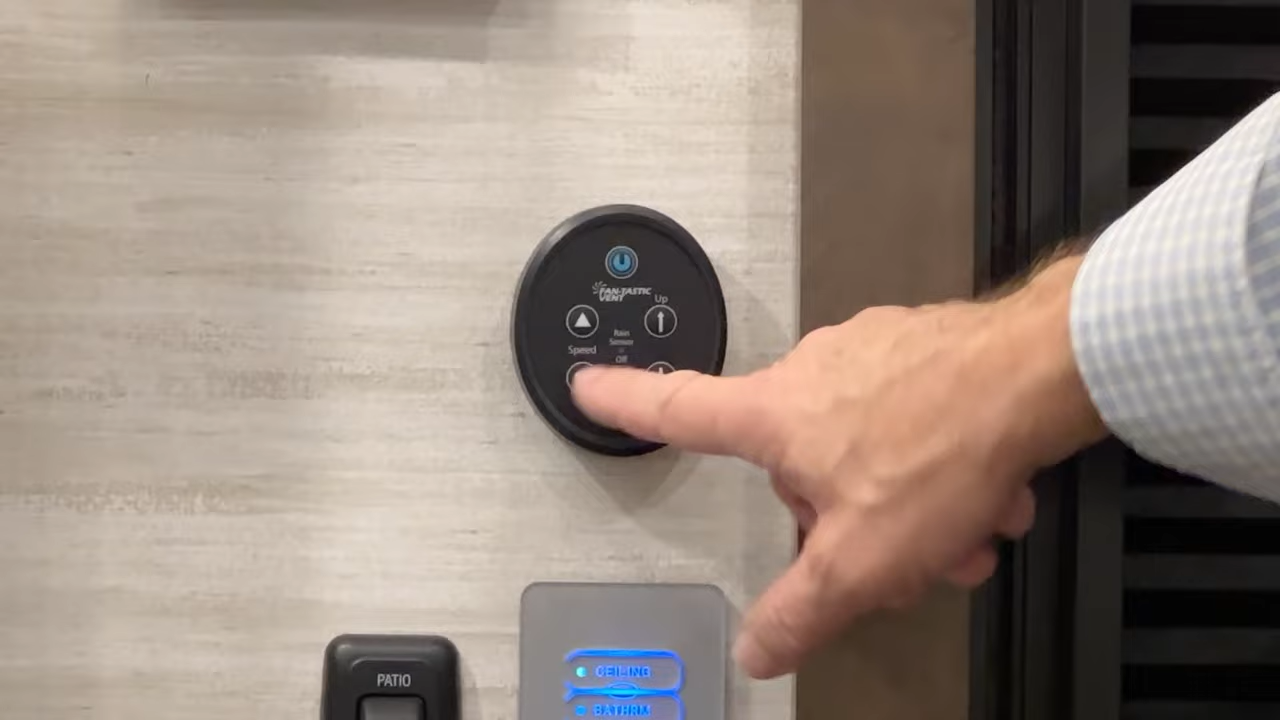 FAN-TASTIC
VENT
Up
Rain
Sensor
Speed
Off
PATIO
CEILING
BATHRM